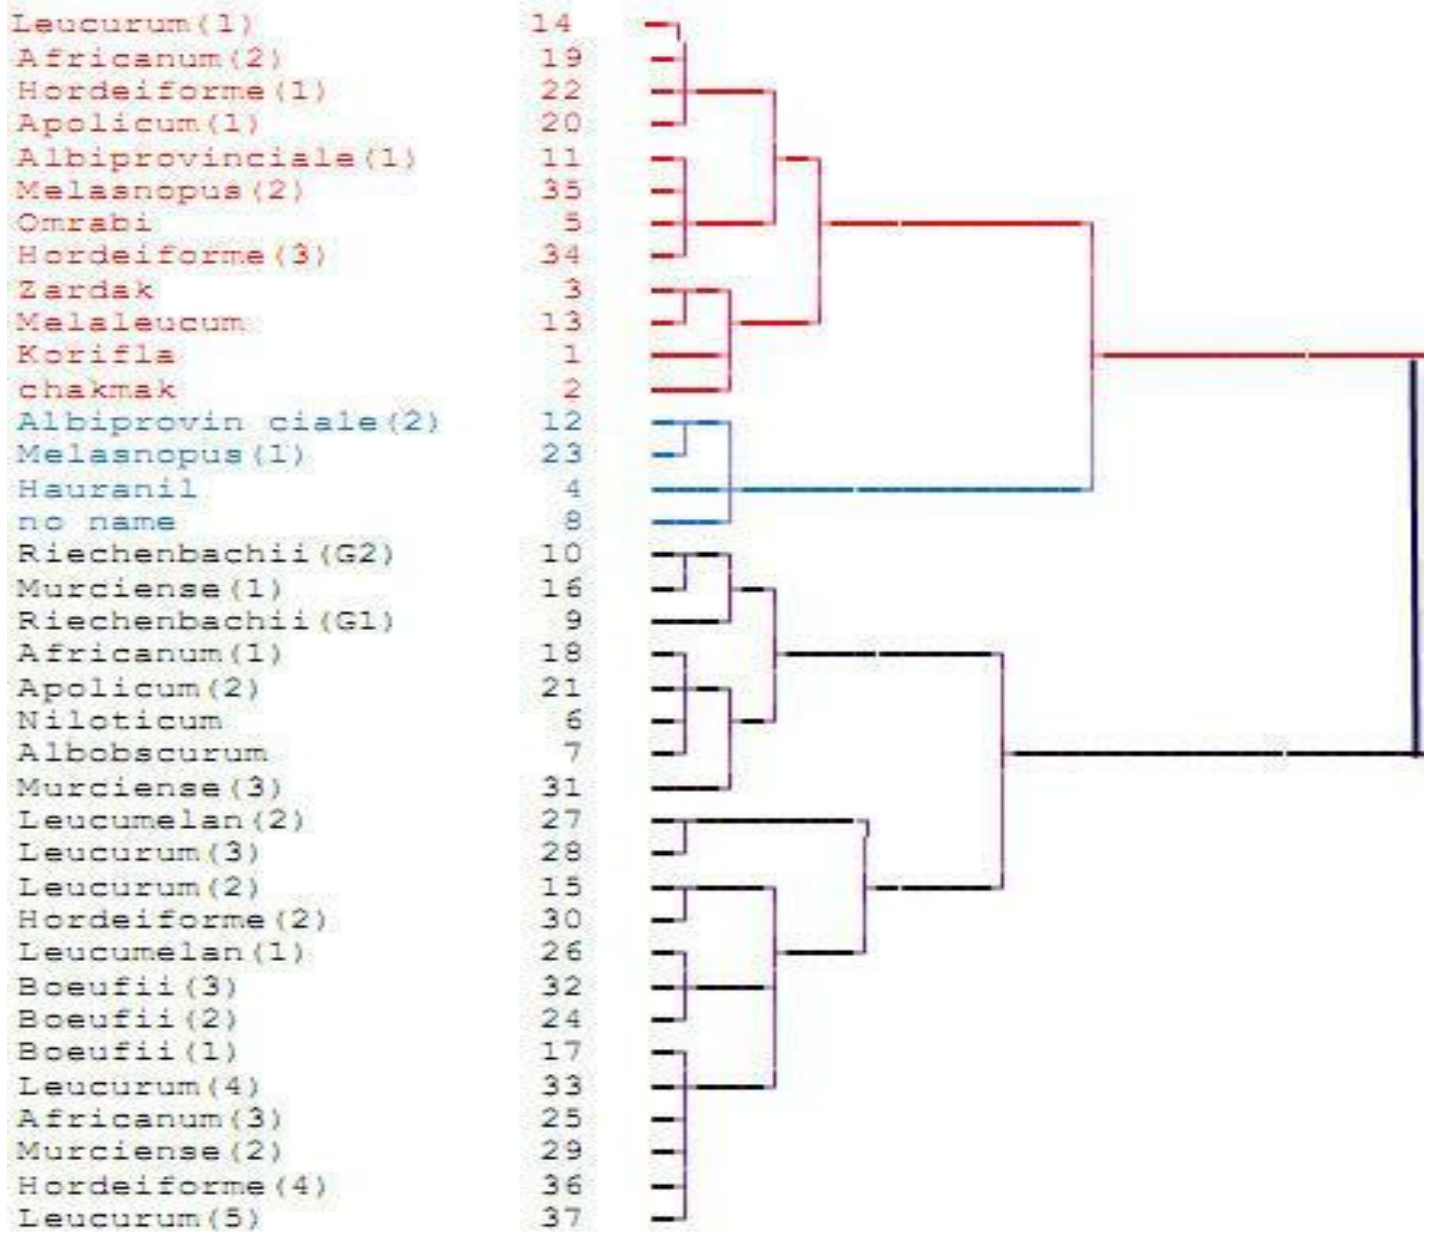 Leucurum(1) 14
Africanum(2) 19
Hordeiforme(1) 22
Apolicum(1) 20
Albiprovinciale(1) 11
Melasnopus(2) 35
Omrabi 5
Hordeiforme(3) 34
Zardak 3
Melaleucum 13
Korifla 1
chakmak 2
Albiprovin ciale(2) 12
Melasnopus(1) 23
Hauranil 4
no name 8
Riechenbachii(G2) 10
Murciense(1) 16
Riechenbachii(G1) 9
Africanum(1) 18
Apolicum(2) 21
Niloticum 6
Albobscurum 7
Murciense(3) 31
Leucumelan(2) 27
Leucurum(3) 28
Leucurum(2) 15
Hordeiforme(2) 30
Leucumelan(1) 26
Boeufii(3) 32
Boeufii(2) 24
Boeufii(1) 17
Leucurum(4) 33
Africanum(3) 25
Murciense(2) 29
Hordeiforme(4) 36
Leucurum(5) 37